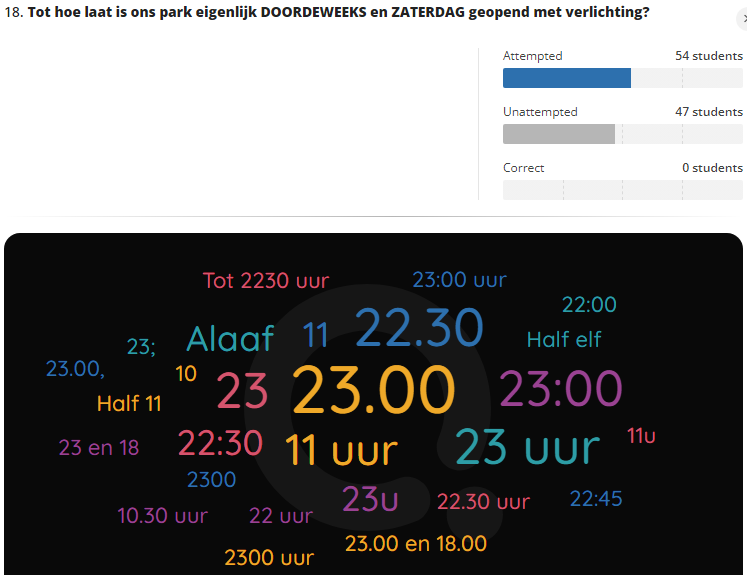 18. Tot hoe laat is ons park eigenlijk DOORDEWEEKS en ZATERDAG geopend met verlichting?
Attempted 54 students
Unattempted 47 students
Correct 0 students
Tot 2230 uur 23:00 uur
22:00
Alaaf 11 22.30 Half elf
23;
23.00, 10 23 23.00 23:00
Half 11
23 en 18 22:30 11 uur 23 uur 11u
2300
23u 22.30 uur 22:45
10.30 uur 22 uur
23.00 en 18.00
2300 uur